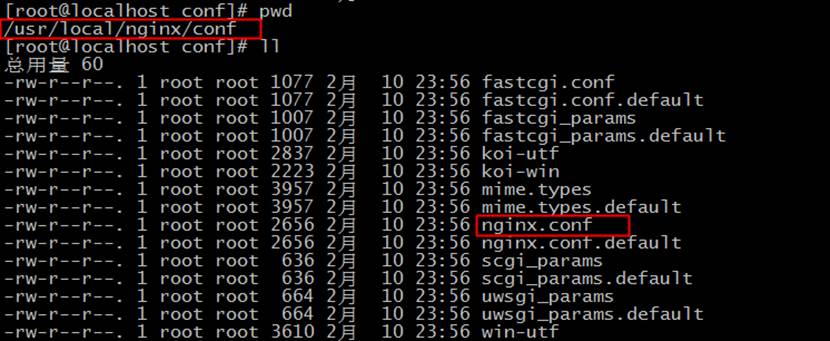 [root@localhost conf]# pwd
/usr/local/nginx/conf
[root@localhost conf]# ll
总用量 60
-rw-r--r--. 1 root root 1077 2月  10 23:56 fastcgi.conf
-rw-r--r--. 1 root root 1077 2月  10 23:56 fastcgi.conf.default
-rw-r--r--. 1 root root 1007 2月  10 23:56 fastcgi_params
-rw-r--r--. 1 root root 1007 2月  10 23:56 fastcgi_params.default
-rw-r--r--. 1 root root 2837 2月  10 23:56 koi-utf
-rw-r--r--. 1 root root 2223 2月  10 23:56 koi-win
-rw-r--r--. 1 root root 3957 2月  10 23:56 mime.types
-rw-r--r--. 1 root root 3957 2月  10 23:56 mime.types.default
-rw-r--r--. 1 root root 2656 2月  10 23:56 nginx.conf
-rw-r--r--. 1 root root 2656 2月  10 23:56 nginx.conf.default
-rw-r--r--. 1 root root  636 2月  10 23:56 scgi_params
-rw-r--r--. 1 root root  636 2月  10 23:56 scgi_params.default
-rw-r--r--. 1 root root  664 2月  10 23:56 uwsgi_params
-rw-r--r--. 1 root root  664 2月  10 23:56 uwsgi_params.default
-rw-r--r--. 1 root root 3610 2月  10 23:56 win-utf